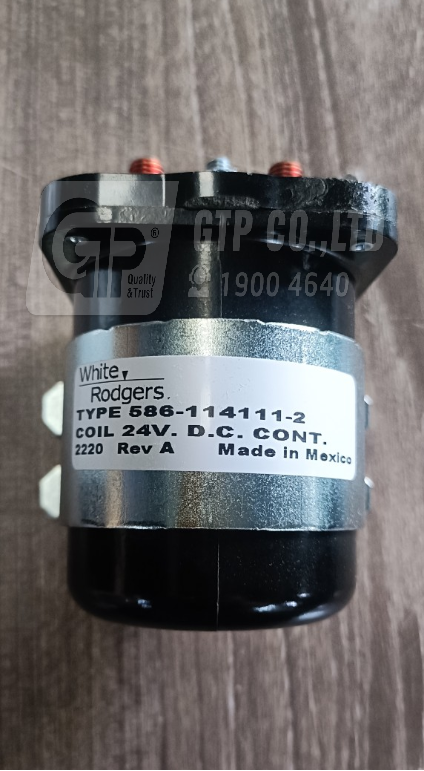 GTP CO.,LTD
GTP®
Quality
&Trust
1900 4640
White
Rodgers
TYPE 586-114111-2
COIL 24V. D.C. CONT.
2220 Rev A Made in Mexico